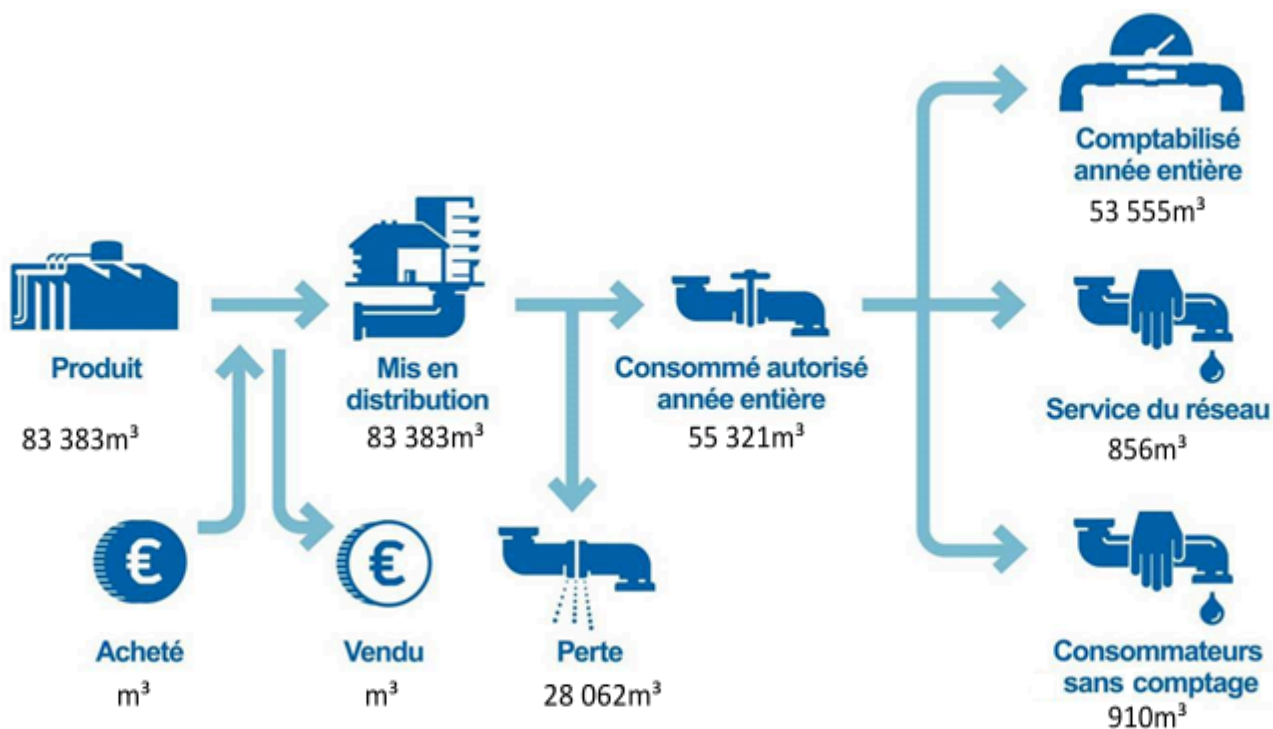 Comptabilisé
année entière
53 555m³
Produit
83 383m³
Mis en
distribution
83 383m³
Consommé autorisé
année entière
55 321m³
Service du réseau
856m³
€
Acheté
m³
€
Vendu
m³
Perte
28 062m³
Consommateurs
sans comptage
910m³